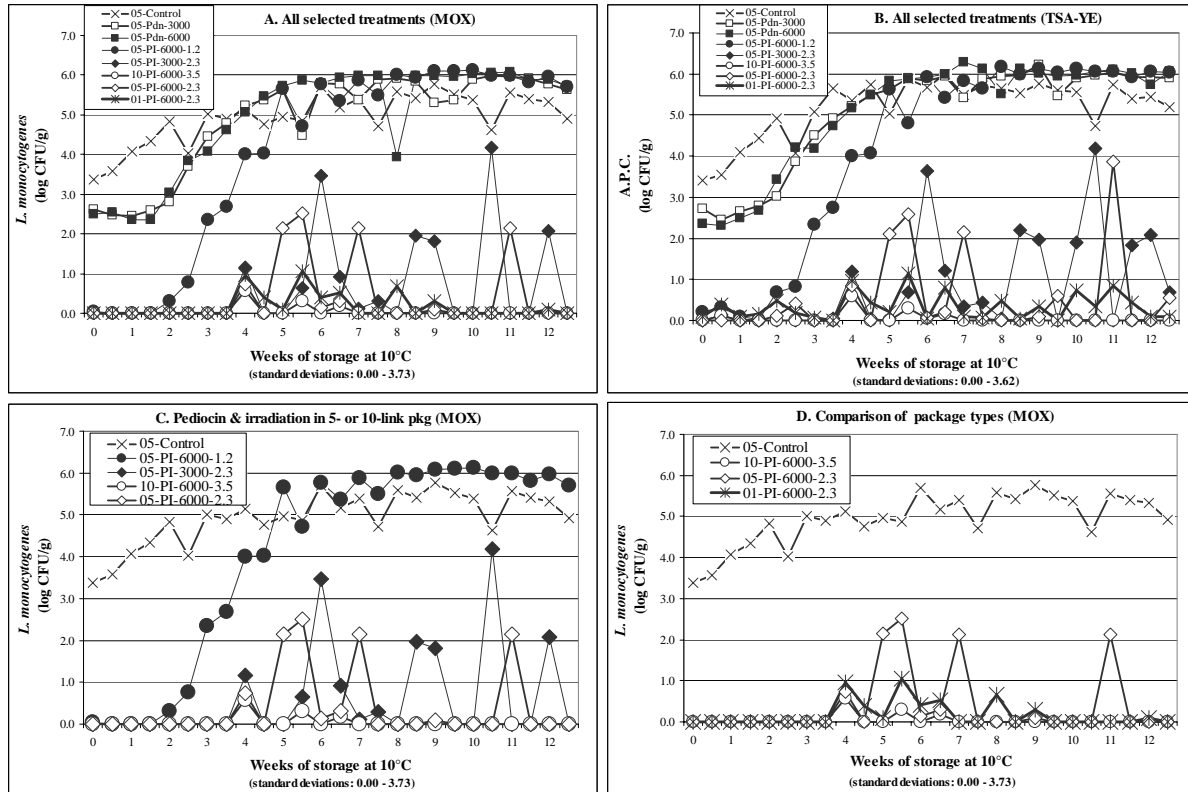 A. All selected treatments (MOX)
05-Control
05-Pdn-3000
05-Pdn-6000
05-PI-6000-1.2
05-PI-3000-2.3
10-PI-6000-3.5
05-PI-6000-2.3
01-PI-6000-2.3
L. monocytogenes
(log CFU/g)
7.0
6.0
5.0
4.0
3.0
2.0
1.0
0.0
0 1 2 3 4 5 6 7 8 9 10 11 12
Weeks of storage at 10°C
(standard deviations: 0.00 - 3.73)
B. All selected treatments (TSA-YE)
05-Control
05-Pdn-3000
05-Pdn-6000
05-PI-6000-1.2
05-PI-3000-2.3
10-PI-6000-3.5
05-PI-6000-2.3
01-PI-6000-2.3
A.P.C.
(log CFU/g)
7.0
6.0
5.0
4.0
3.0
2.0
1.0
0.0
0 1 2 3 4 5 6 7 8 9 10 11 12
Weeks of storage at 10°C
(standard deviations: 0.00 - 3.62)
C. Pediocin & irradiation in 5- or 10-link pkg (MOX)
05-Control
05-PI-6000-1.2
05-PI-3000-2.3
10-PI-6000-3.5
05-PI-6000-2.3
L. monocytogenes
(log CFU/g)
7.0
6.0
5.0
4.0
3.0
2.0
1.0
0.0
0 1 2 3 4 5 6 7 8 9 10 11 12
Weeks of storage at 10°C
(standard deviations: 0.00 - 3.73)
D. Comparison of package types (MOX)
05-Control
10-PI-6000-3.5
05-PI-6000-2.3
01-PI-6000-2.3
L. monocytogenes
(log CFU/g)
7.0
6.0
5.0
4.0
3.0
2.0
1.0
0.0
0 1 2 3 4 5 6 7 8 9 10 11 12
Weeks of storage at 10°C
(standard deviations: 0.00 - 3.73)